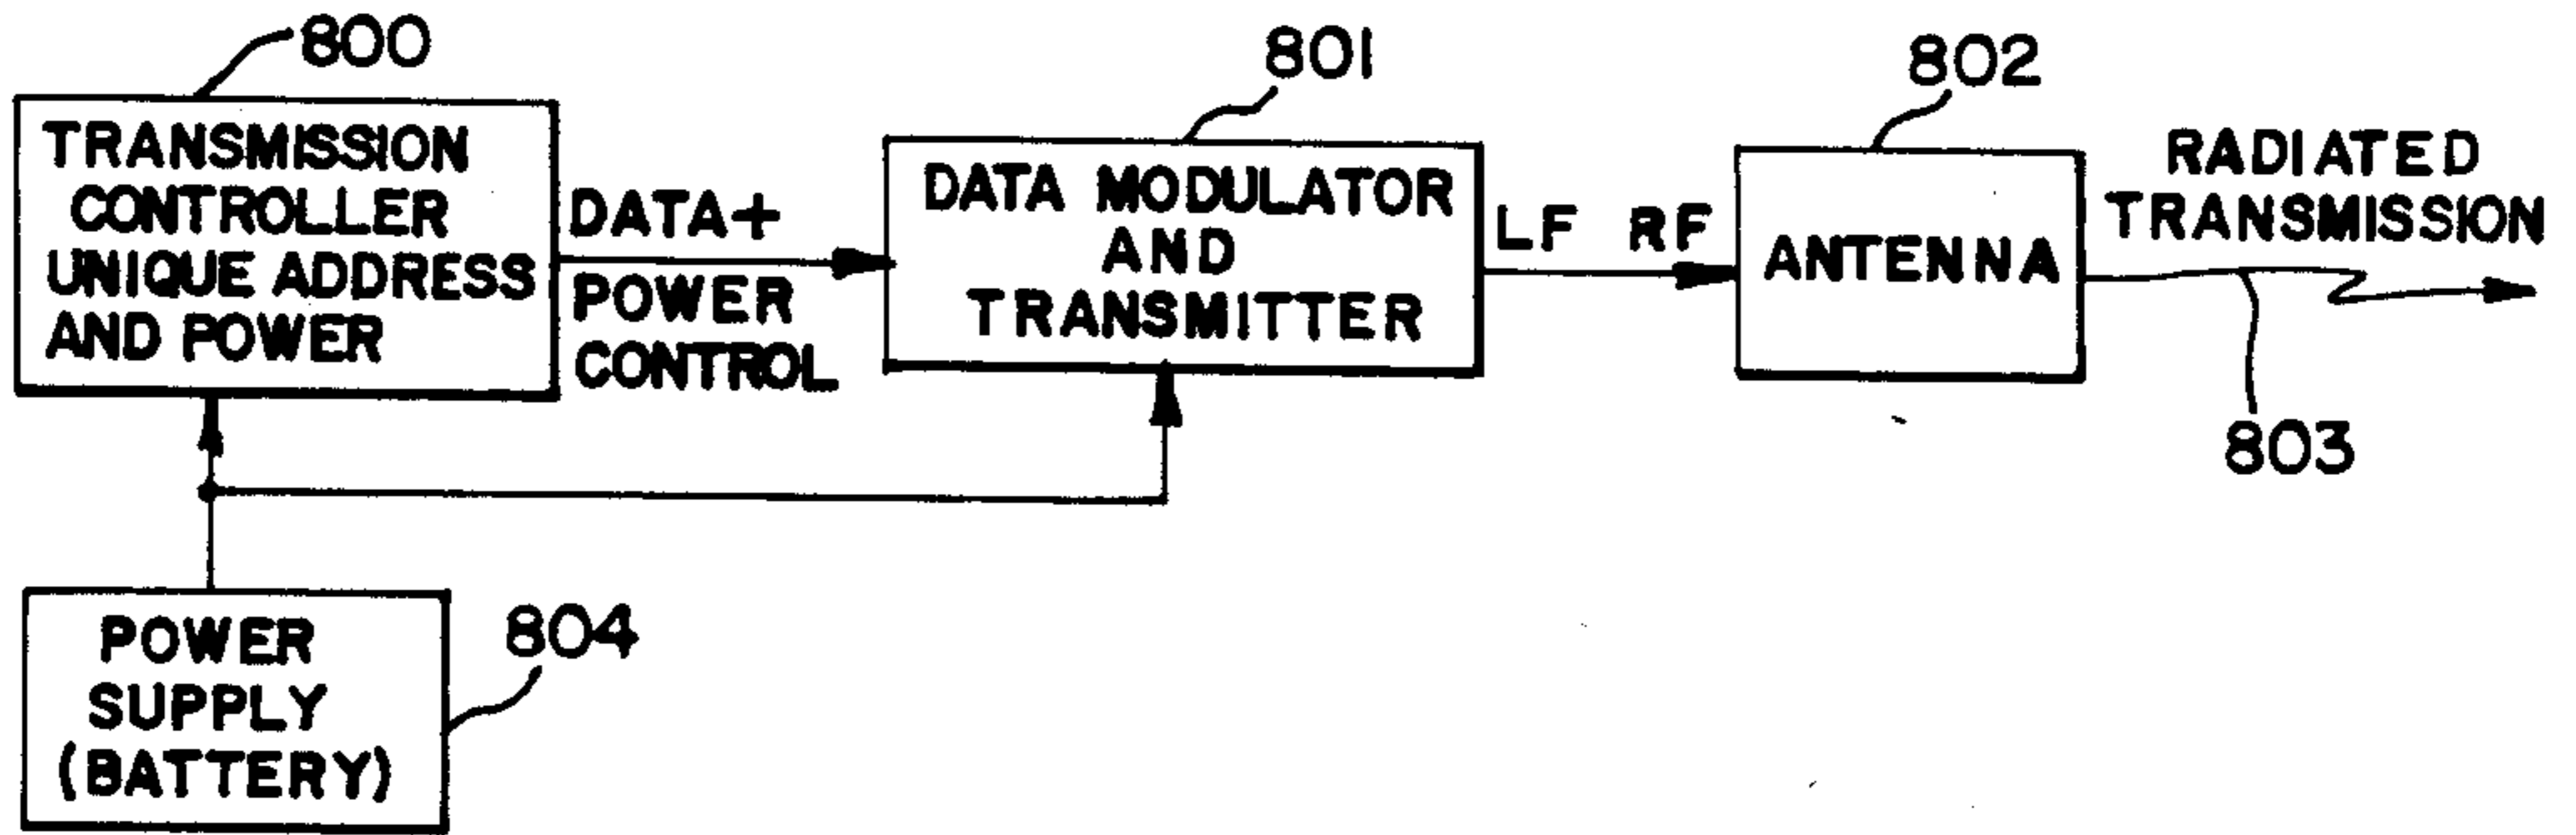 800
TRANSMISSION
CONTROLLER
UNIQUE ADDRESS
AND POWER
DATA+
POWER
CONTROL
801
DATA MODULATOR
AND
TRANSMITTER
LF RF
802
ANTENNA
RADIATED
TRANSMISSION
803
POWER
SUPPLY
(BATTERY)
804